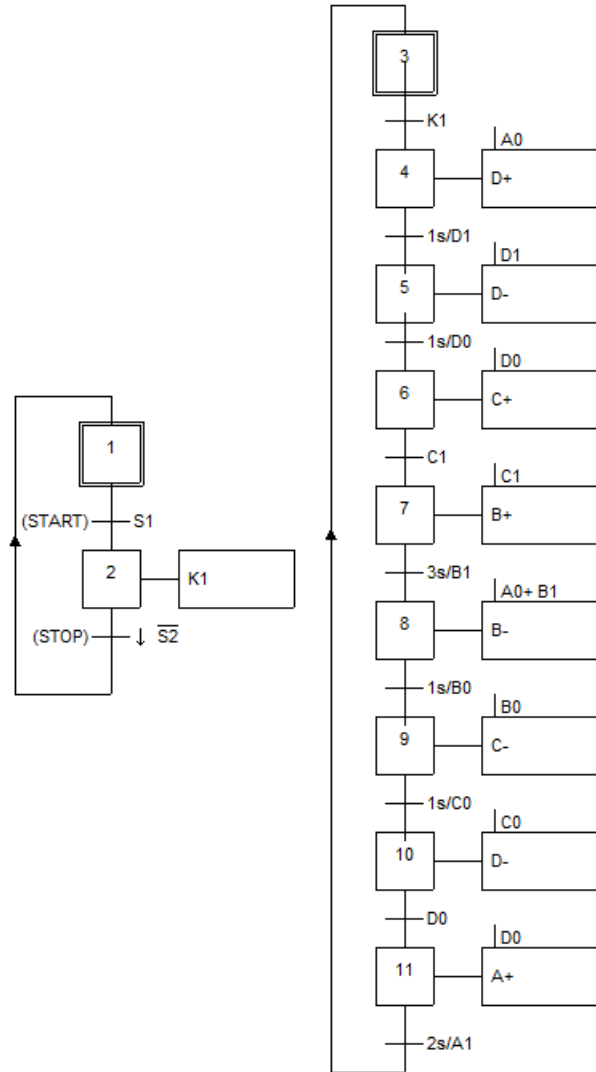 1
(START) S1
2 K1
(STOP) ↓ S̅2̅
3
K1
A0
4 D+
1s/D1
D1
5 D-
1s/D0
D0
6 C+
C1
C1
7 B+
3s/B1
A0+ B1
8 B-
1s/B0
B0
9 C-
1s/C0
C0
10 D-
D0
D0
11 A+
2s/A1